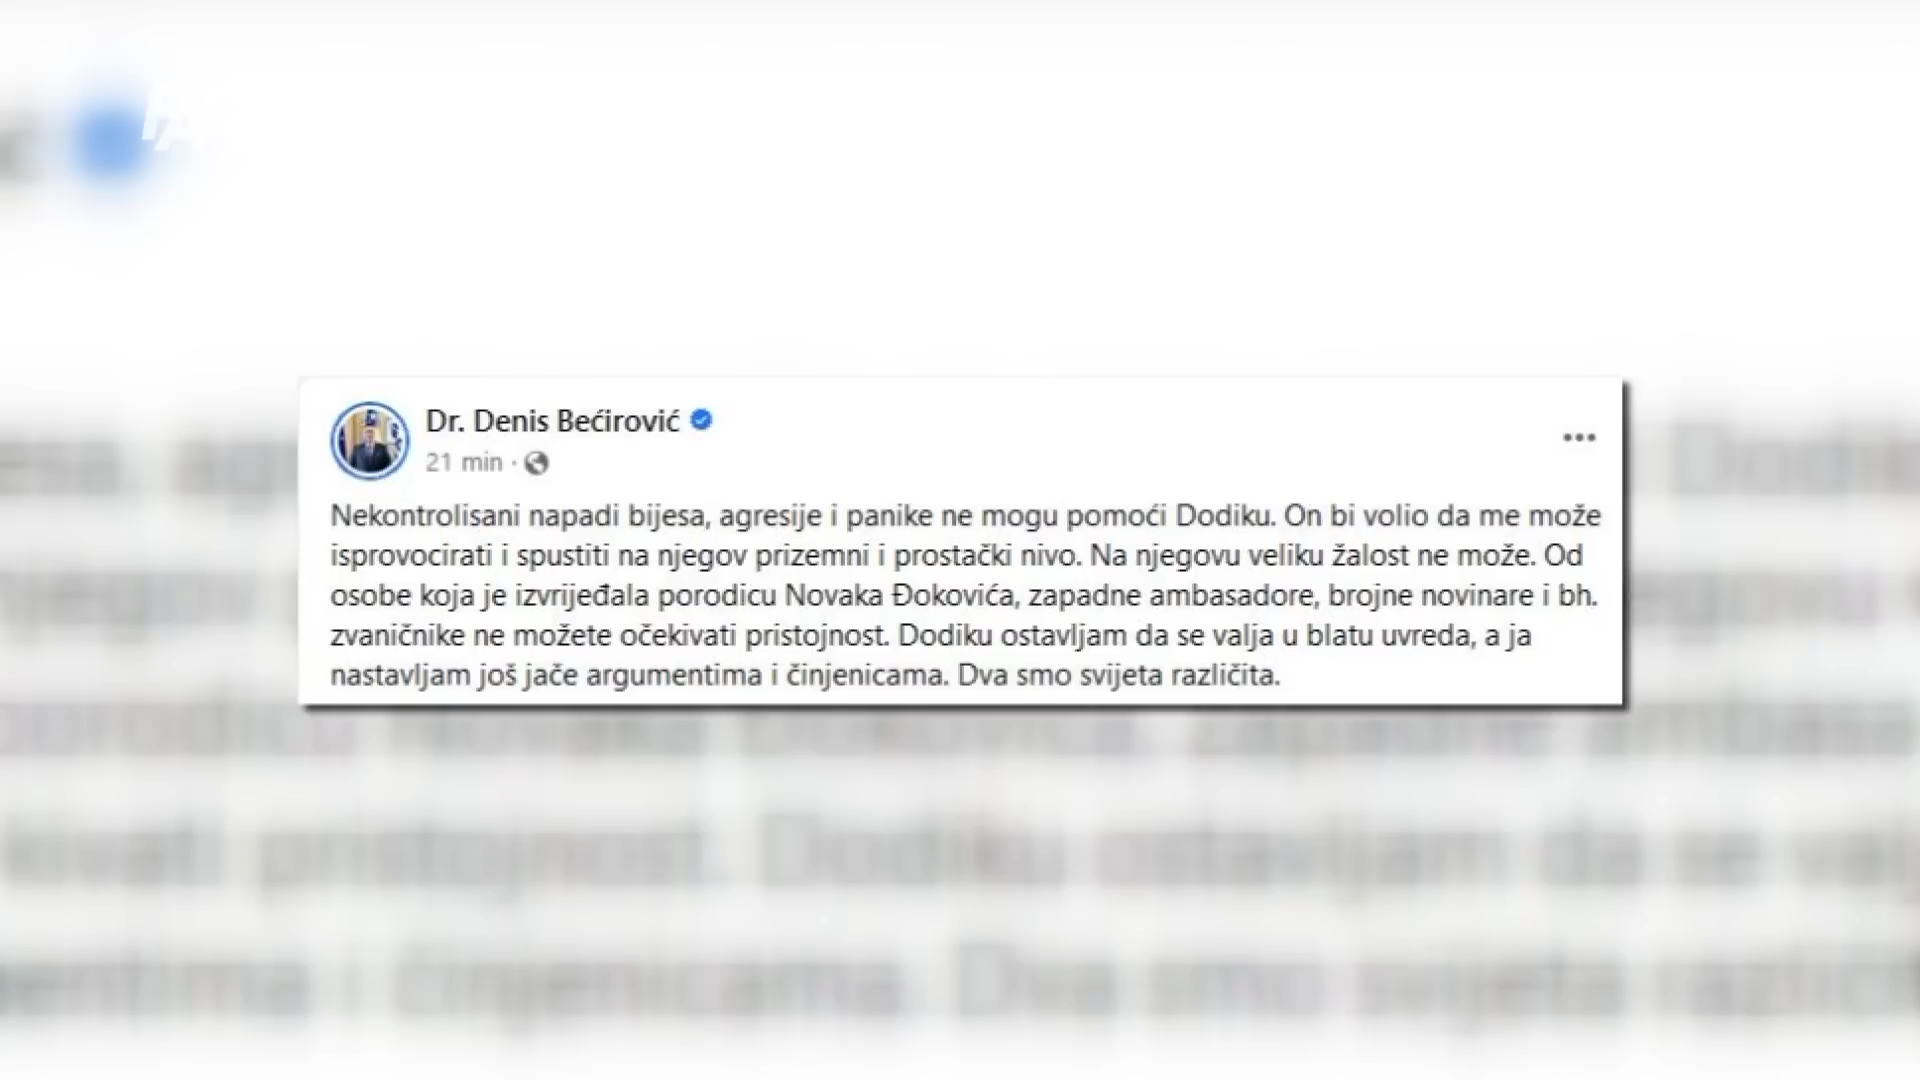 Dr. Denis Bećirović
21 min ·
Nekontrolisani napadi bijesa, agresije i panike ne mogu pomoći Dodiku. On bi volio da me može
isprovocirati i spustiti na njegov prizemni i prostački nivo. Na njegovu veliku žalost ne može. Od
osobe koja je izvrijeđala porodicu Novaka Đokovića, zapadne ambasadore, brojne novinare i bh.
zvaničnike ne možete očekivati pristojnost. Dodiku ostavljam da se valja u blatu uvreda, a ja
nastavljam još jače argumentima i činjenicama. Dva smo svijeta različita.